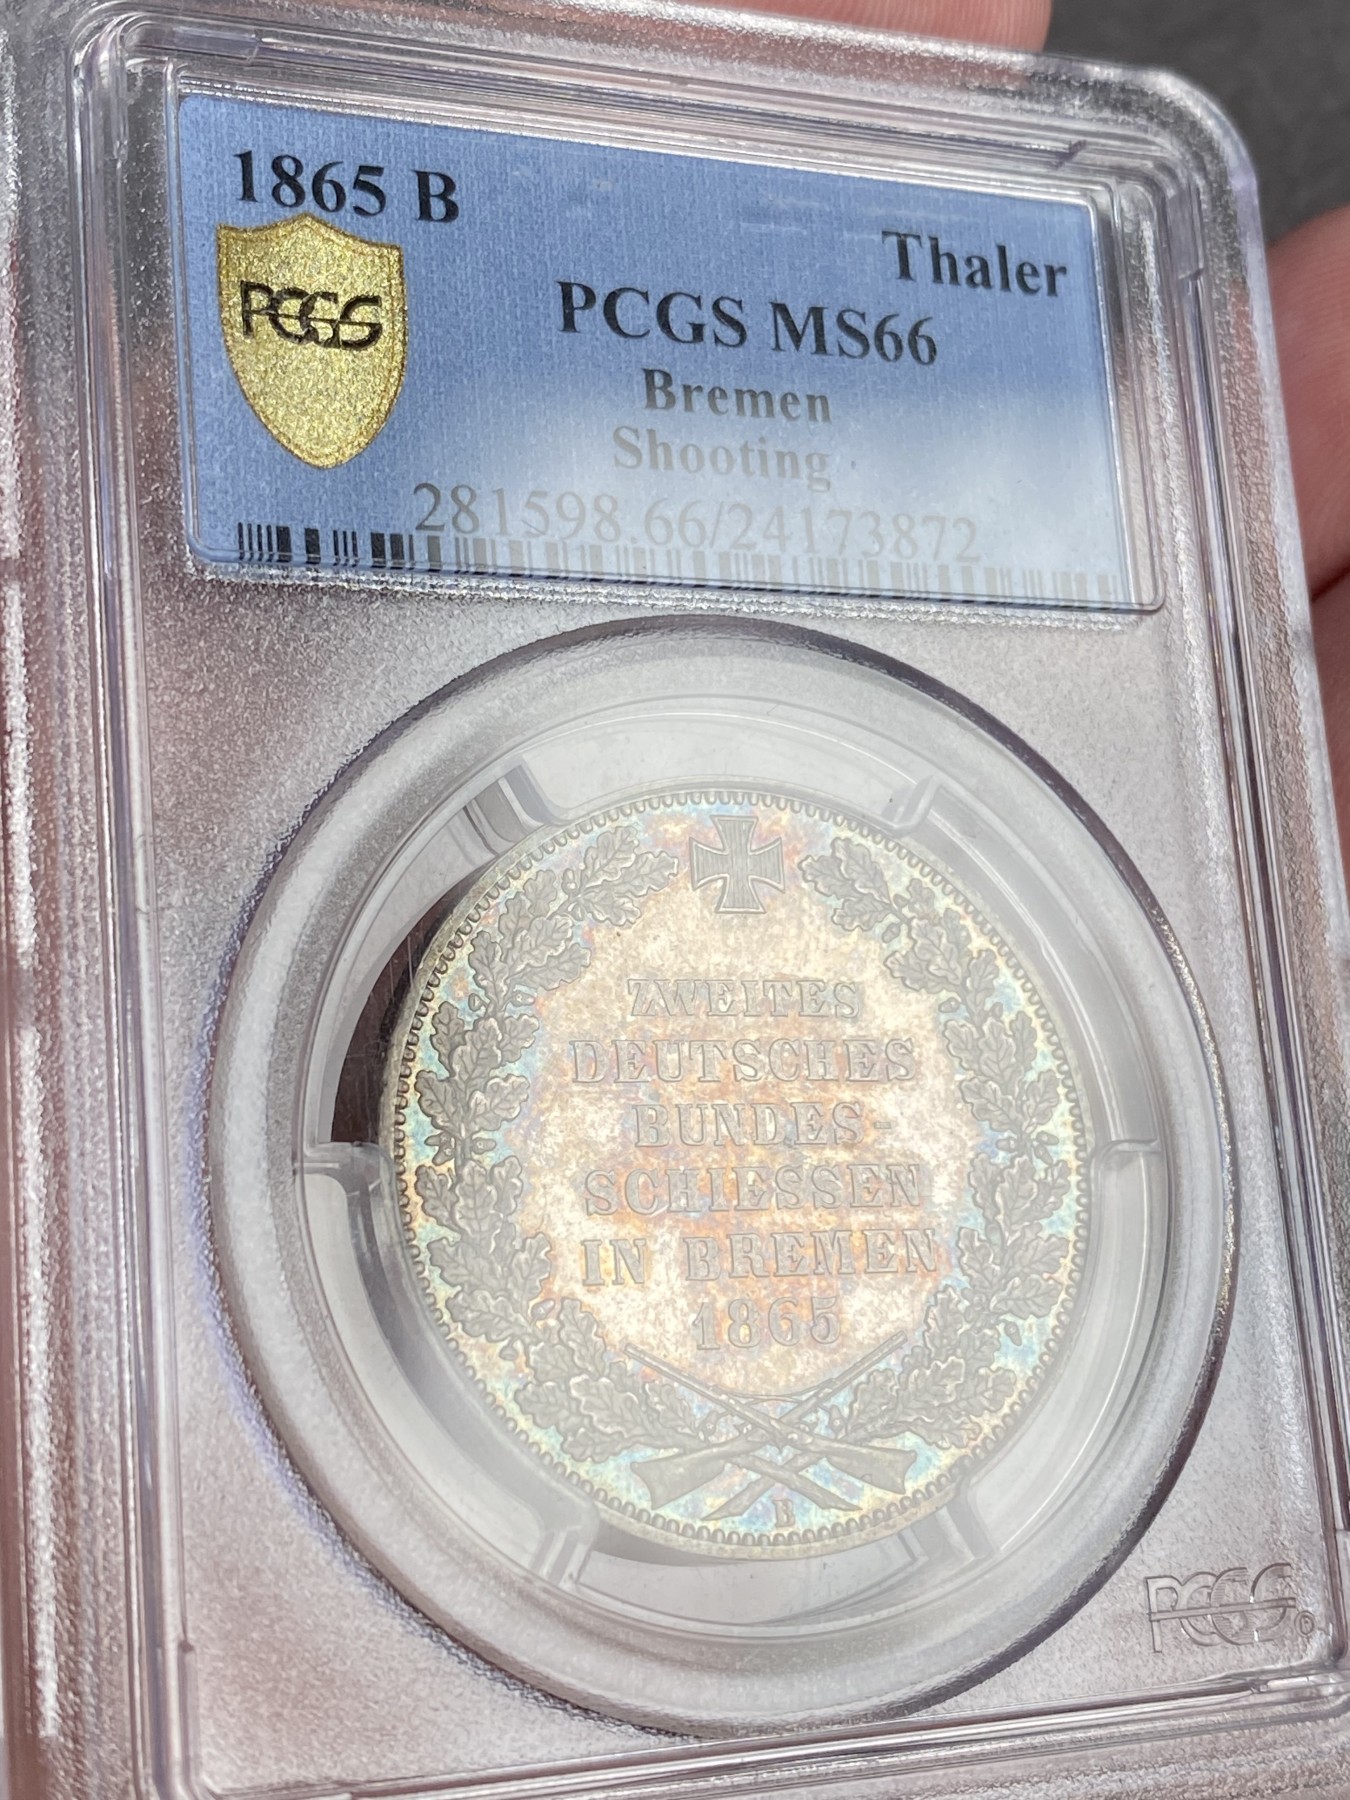 1865 B
Thaler
PCGS
PCGS MS66
Bremen
Shooting
281598.66/24173872
ZWEITES
DEUTSCHES
BUNDES-
SCHIESSEN
IN BREMEN
1865
B
PCGS®